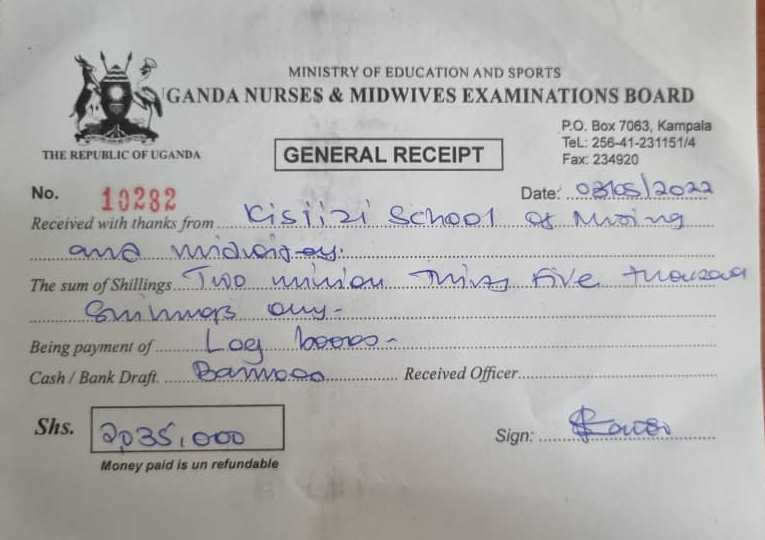 MINISTRY OF EDUCATION AND SPORTS
UGANDA NURSES & MIDWIVES EXAMINATIONS BOARD
THE REPUBLIC OF UGANDA
P.O. Box 7063, Kampala
TeL: 256-41-231151/4
Fax: 234920
GENERAL RECEIPT
No. 10282
Date: 03/05/2022
Received with thanks from Kisiizi School of Nursing
and midwifery.
The sum of Shillings Two million Thirty Five thousand
Shillings only-
Being payment of Log books-
Cash / Bank Draft. Received Officer
Shs. 2,035,000
Sign:
Money paid is un refundable